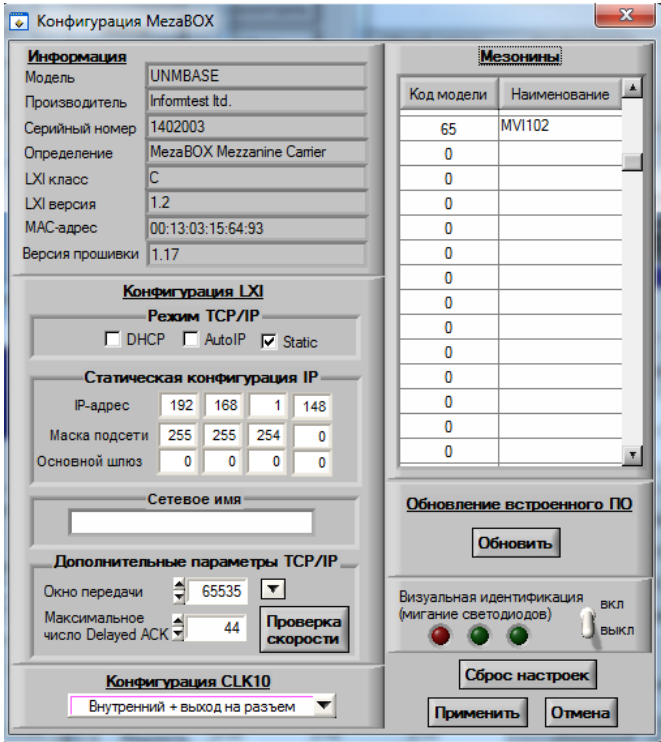 Конфигурация MezaBOX
Информация
Модель UNMBASE
Производитель Informtest ltd.
Серийный номер 1402003
Определение MezaBOX Mezzanine Carrier
LXI класс C
LXI версия 1.2
MAC-адрес 00:13:03:15:64:93
Версия прошивки 1.17
Конфигурация LXI
Режим TCP/IP
DHCP AutoIP Static
Статическая конфигурация IP
IP-адрес 192 168 1 148
Маска подсети 255 255 254 0
Основной шлюз 0 0 0 0
Сетевое имя
Дополнительные параметры TCP/IP
Окно передачи 65535
Максимальное
число Delayed ACK 44
Проверка
скорости
Конфигурация CLK10
Внутренний + выход на разъем
Мезонины
Код модели Наименование
65 MVI102
0
0
0
0
0
0
0
0
0
0
0
0
0
Обновление встроенного ПО
Обновить
Визуальная идентификация
(мигание светодиодов)
вкл
выкл
Сброс настроек
Применить Отмена